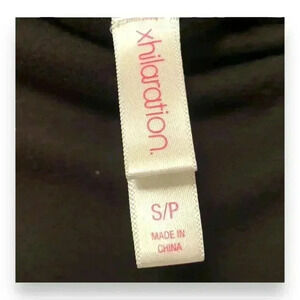 xhilaration.
S/P
MADE IN
CHINA